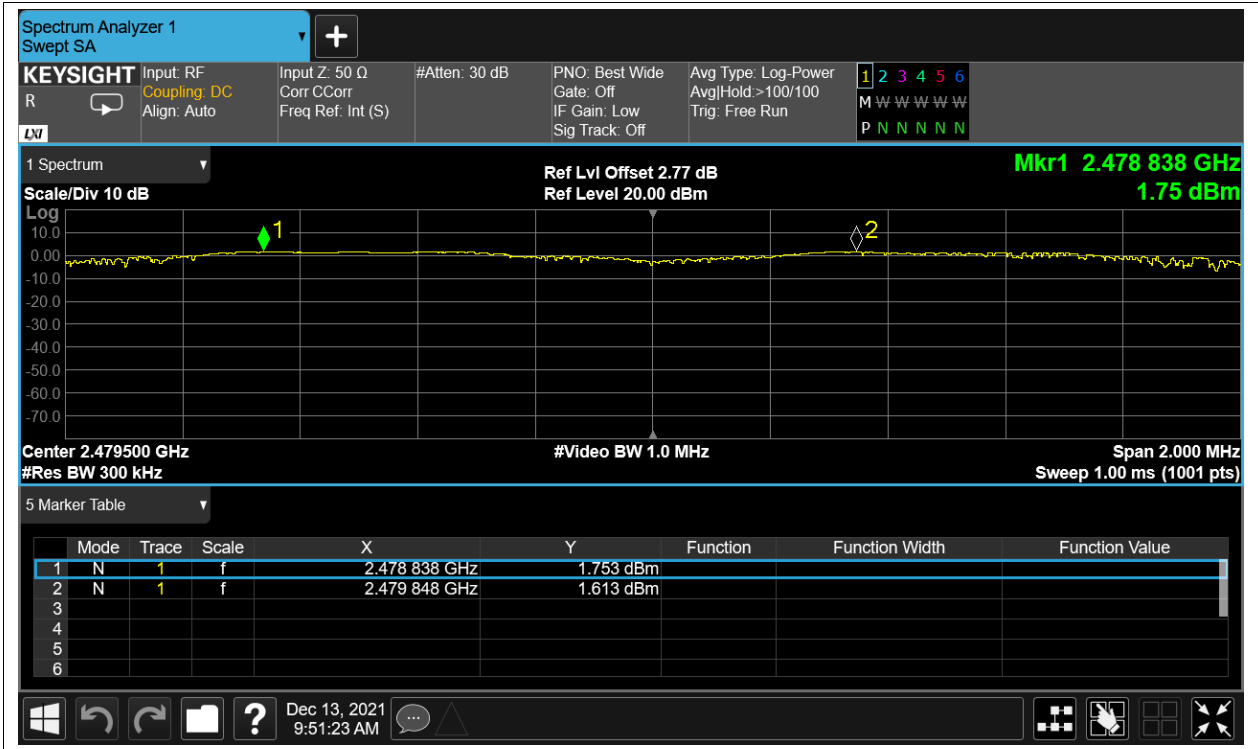 Spectrum Analyzer 1
Swept SA
KEYSIGHT
R
LXI
Input: RF
Coupling: DC
Align: Auto
Input Z: 50 Ω
Corr CCorr
Freq Ref: Int (S)
#Atten: 30 dB
PNO: Best Wide
Gate: Off
IF Gain: Low
Sig Track: Off
Avg Type: Log-Power
Avg|Hold:>100/100
Trig: Free Run
1 2 3 4 5 6
M W W W W W
P N N N N N
1 Spectrum
Scale/Div 10 dB
Ref Lvl Offset 2.77 dB
Ref Level 20.00 dBm
Mkr1 2.478 838 GHz
1.75 dBm
Log
10.0
0.00
-10.0
-20.0
-30.0
-40.0
-50.0
-60.0
-70.0
1
2
Center 2.479500 GHz
#Res BW 300 kHz
#Video BW 1.0 MHz
Span 2.000 MHz
Sweep 1.00 ms (1001 pts)
5 Marker Table
Mode Trace Scale X Y Function Function Width Function Value
1 N 1 f 2.478 838 GHz 1.753 dBm
2 N 1 f 2.479 848 GHz 1.613 dBm
3
4
5
6
?
Dec 13, 2021
9:51:23 AM